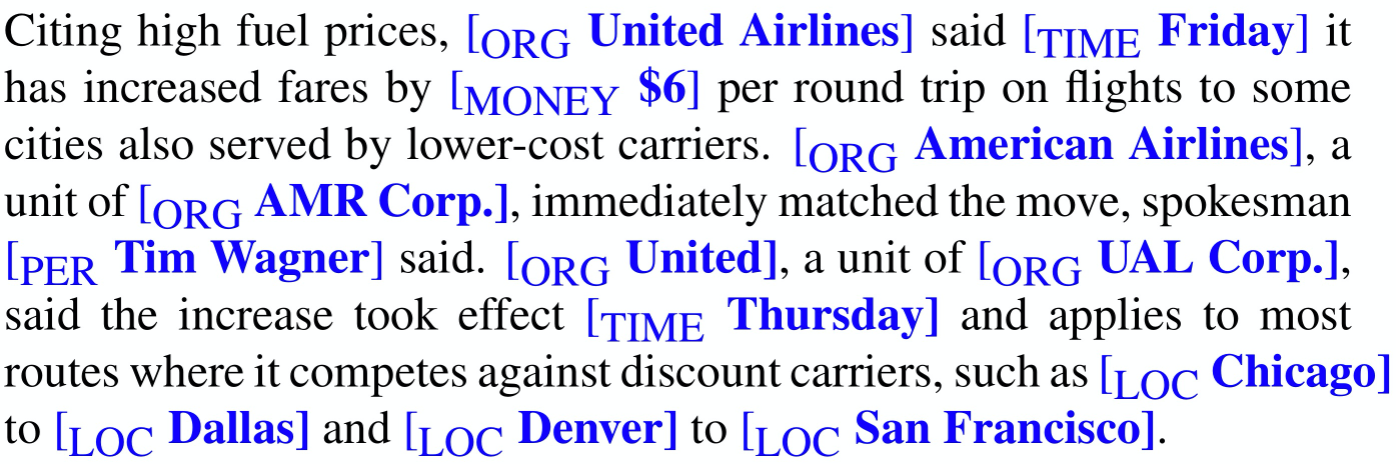 Citing high fuel prices, [ORG United Airlines] said [TIME Friday] it
has increased fares by [MONEY $6] per round trip on flights to some
cities also served by lower-cost carriers. [ORG American Airlines], a
unit of [ORG AMR Corp.], immediately matched the move, spokesman
[PER Tim Wagner] said. [ORG United], a unit of [ORG UAL Corp.],
said the increase took effect [TIME Thursday] and applies to most
routes where it competes against discount carriers, such as [LOC Chicago]
to [LOC Dallas] and [LOC Denver] to [LOC San Francisco].